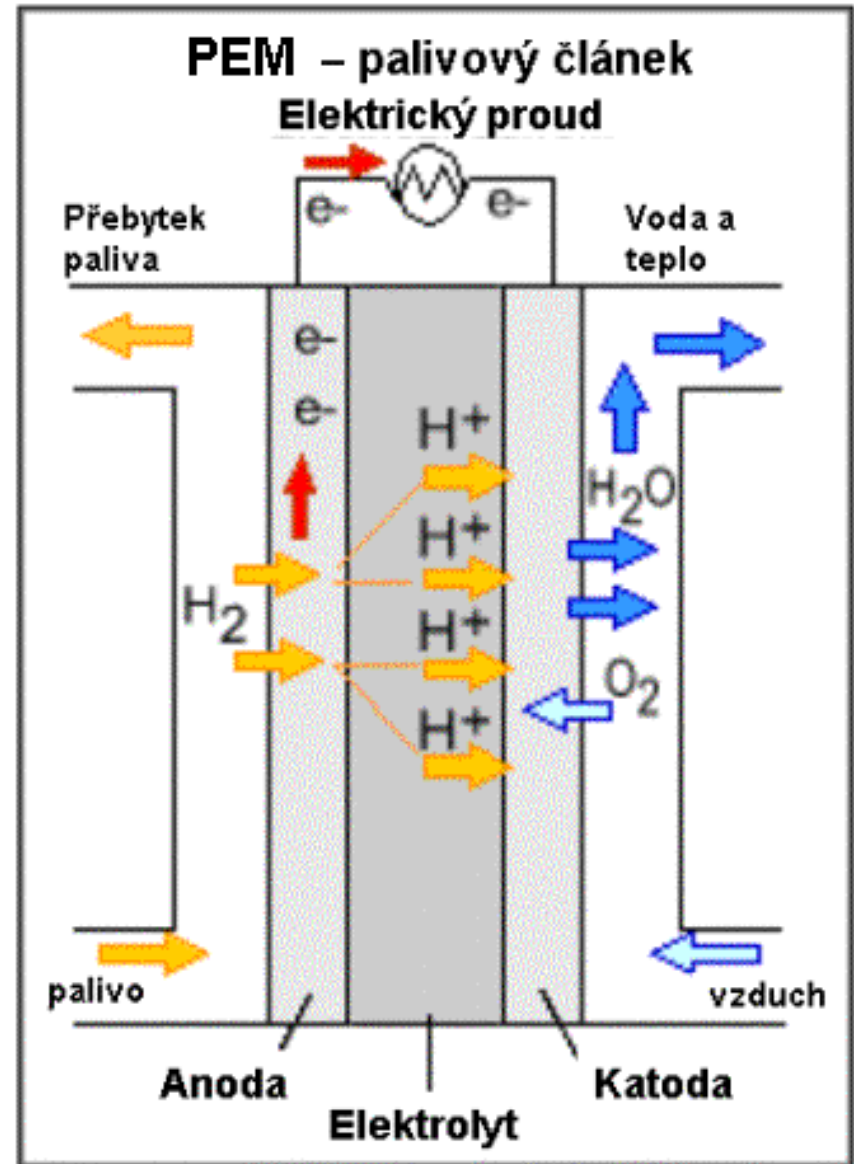 PEM – palivový článek
Elektrický proud
e-
e-
Přebytek
paliva
Voda a
teplo
e-
e-
H+
H2O
H+
H2
H+
O2
H+
palivo
vzduch
Anoda
Katoda
Elektrolyt